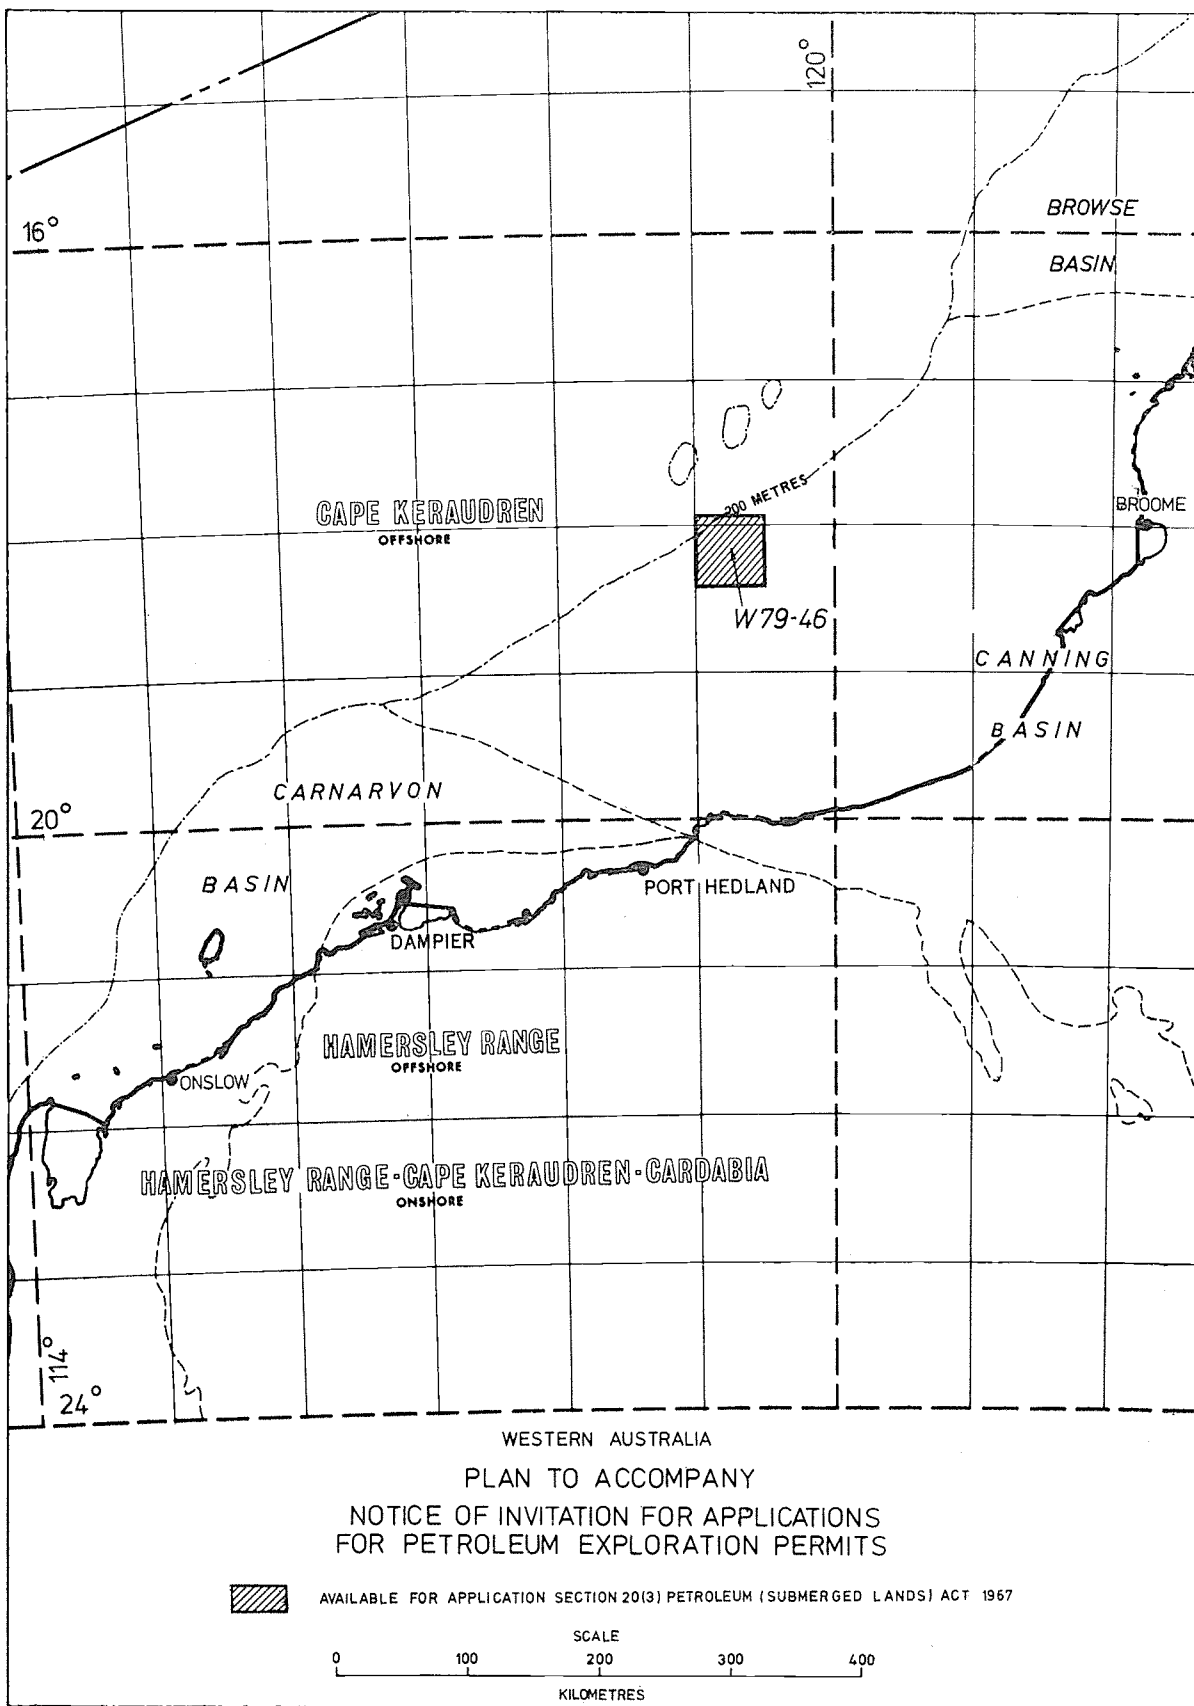 120°
16°
BROWSE
BASIN
200 METRES
CAPE KERAUDREN
OFFSHORE
BROOME
W79-46
CANNING
BASIN
CARNARVON
20°
BASIN
PORT HEDLAND
DAMPIER
HAMERSLEY RANGE
OFFSHORE
ONSLOW
HAMERSLEY RANGE-CAPE KERAUDREN-CARDABIA
ONSHORE
114°
24°
WESTERN AUSTRALIA
PLAN TO ACCOMPANY
NOTICE OF INVITATION FOR APPLICATIONS
FOR PETROLEUM EXPLORATION PERMITS
AVAILABLE FOR APPLICATION SECTION 20(3) PETROLEUM (SUBMERGED LANDS) ACT 1967
SCALE
0 100 200 300 400
KILOMETRES